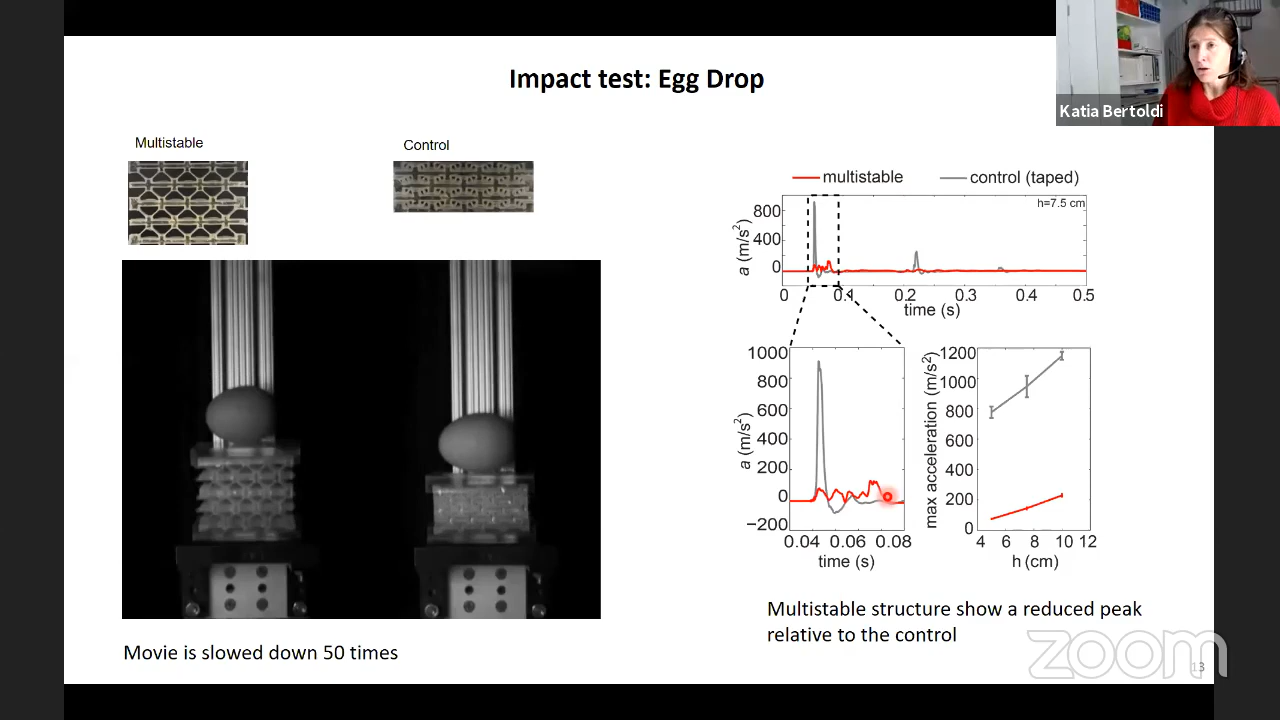 Impact test: Egg Drop
Katia Bertoldi
Multistable
Control
multistable
control (taped)
h=7.5 cm
a (m/s²)
800
400
0
0 0.1 0.2 0.3 0.4 0.5
time (s)
a (m/s²)
1000
800
600
400
200
0
−200
0.04 0.06 0.08
time (s)
max acceleration (m/s²)
1200
1000
800
600
400
200
0
4 6 8 10 12
h (cm)
Multistable structure show a reduced peak
relative to the control
Movie is slowed down 50 times
zoom
13